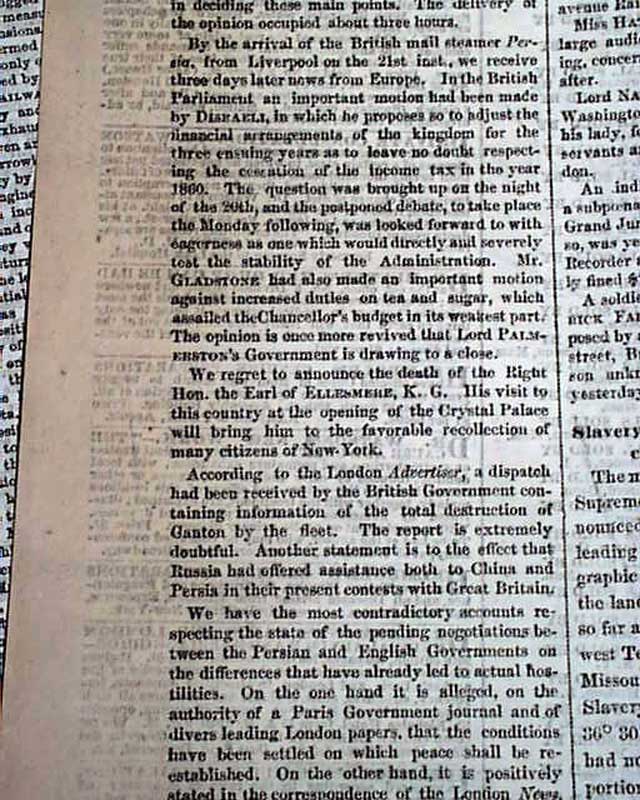 in deciding these main points. The delivery of
the opinion occupied about three hours.
By the arrival of the British mail steamer Per-
sia, from Liverpool on the 21st inst., we receive
three days later news from Europe. In the British
Parliament an important motion had been made
by DISRAELI, in which he proposes so to adjust the
financial arrangements of the kingdom for the
three ensuing years as to leave no doubt respect-
ing the cessation of the income tax in the year
1860. The question was brought up on the night
of the 20th, and the postponed debate, to take place
the Monday following, was looked forward to with
eagerness as one which would directly and severely
test the stability of the Administration. Mr.
GLADSTONE had also made an important motion
against increased duties on tea and sugar, which
assailed the Chancellor's budget in its weakest part.
The opinion is once more revived that Lord PALM-
ERSTON's Government is drawing to a close.
We regret to announce the death of the Right
Hon. the Earl of ELLESMERE, K. G. His visit to
this country at the opening of the Crystal Palace
will bring him to the favorable recollection of
many citizens of New-York.
According to the London Advertiser, a dispatch
had been received by the British Government con-
taining information of the total destruction of
Canton by the fleet. The report is extremely
doubtful. Another statement is to the effect that
Russia had offered assistance both to China and
Persia in their present contests with Great Britain.
We have the most contradictory accounts re-
specting the state of the pending negotiations be-
tween the Persian and English Governments on
the differences that have already led to actual hos-
tilities. On the one hand it is alleged, on the
authority of a Paris Government journal and of
divers leading London papers, that the conditions
have been settled on which peace shall be re-
established. On the other hand, it is positively
stated in the correspondence of the London News,
avenue
Miss
large
ing,
after.
Lord
Washington
his lady,
servants
don.
An
Grand
so, was
Recorder
ly fined
A
posed by
street,
son
yesterday
Slavery
The
leading
graphic
the
so far
west
Slavery
36° 30
had